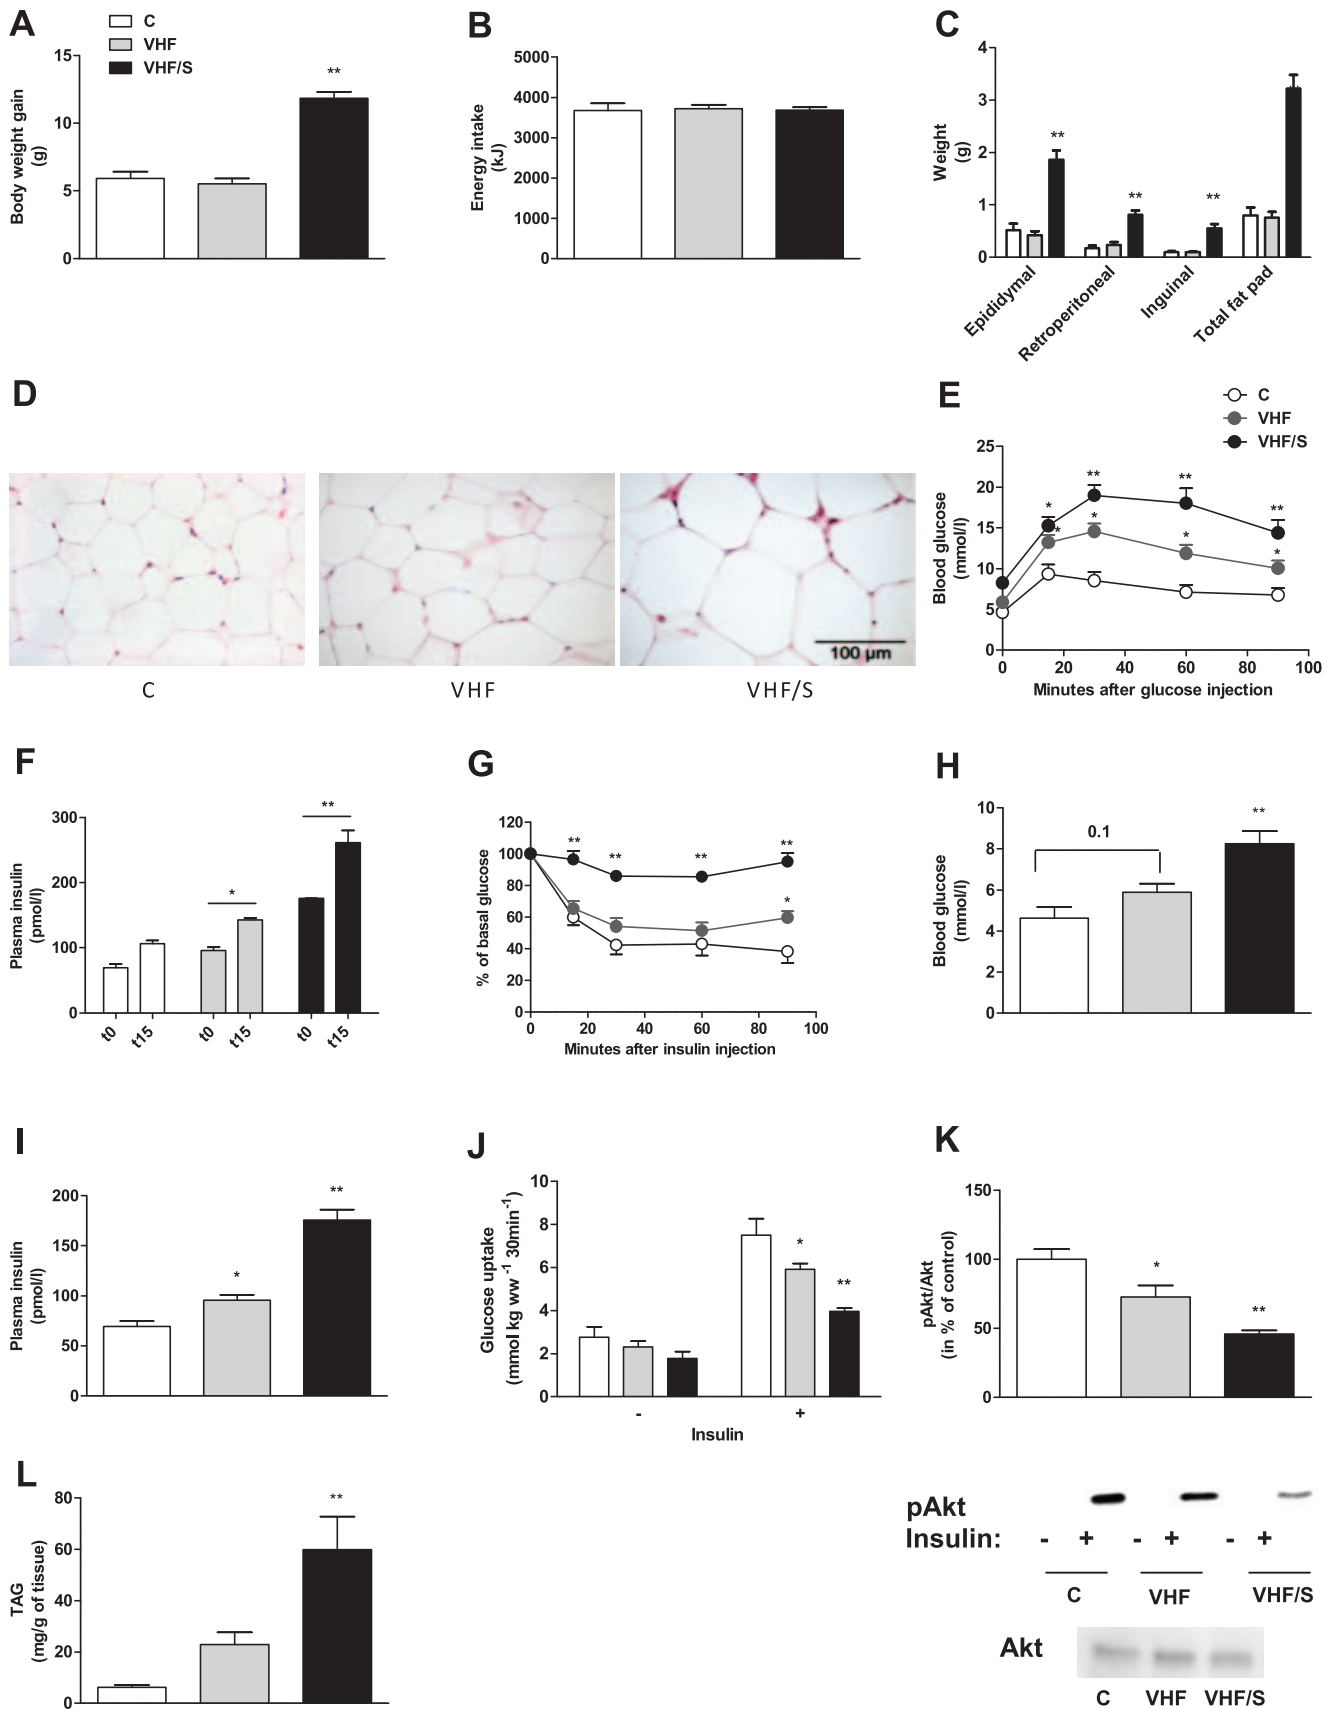 A
C
VHF
VHF/S
15
10
5
0
Body weight gain
(g)
**
B
5000
4000
3000
2000
1000
0
Energy intake
(kJ)
C
4
3
2
1
0
Weight
(g)
**
**
**
Epididymal
Retroperitoneal
Inguinal
Total fat pad
D
100 µm
C
VHF
VHF/S
E
C
VHF
VHF/S
25
20
15
10
5
0
Blood glucose
(mmol/l)
*
**
**
**
*
*
*
*
0 20 40 60 80 100
Minutes after glucose injection
F
300
200
100
0
Plasma insulin
(pmol/l)
*
**
t0 t15 t0 t15 t0 t15
G
120
100
80
60
40
20
0
% of basal glucose
**
**
**
**
*
0 20 40 60 80 100
Minutes after insulin injection
H
10
8
6
4
2
0
Blood glucose
(mmol/l)
0.1
**
I
200
150
100
50
0
Plasma insulin
(pmol/l)
*
**
J
10
8
6
4
2
0
Glucose uptake
(mmol kg ww -1 30min-1)
*
**
- +
Insulin
K
150
100
50
0
pAkt/Akt
(in % of control)
*
**
pAkt
Insulin: - + - + - +
C VHF VHF/S
Akt
C VHF VHF/S
L
80
60
40
20
0
TAG
(mg/g of tissue)
**